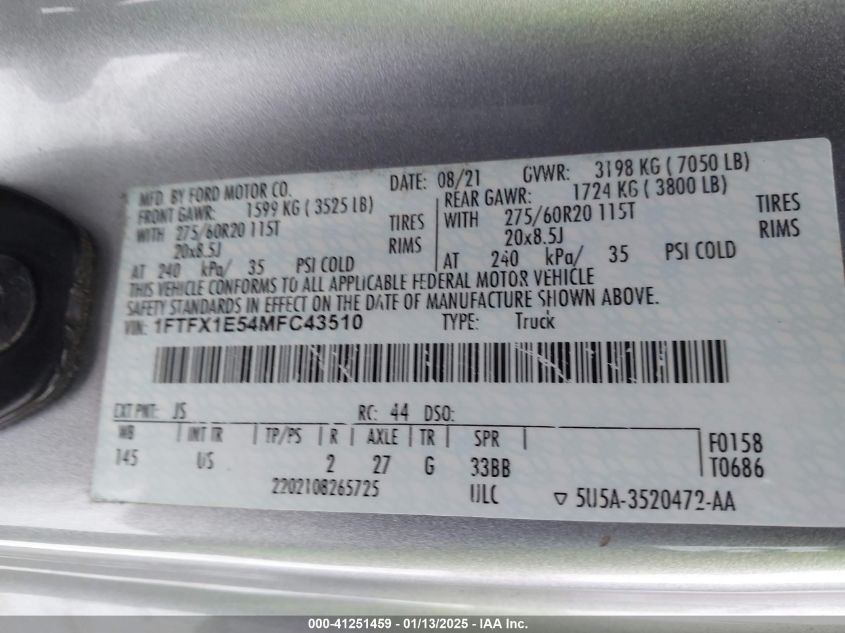 MFD. BY FORD MOTOR CO. DATE: 08/21 GVWR: 3198 KG ( 7050 LB)
FRONT GAWR: 1599 KG ( 3525 LB) REAR GAWR: 1724 KG ( 3800 LB)
WITH 275/60R20 115T TIRES WITH 275/60R20 115T TIRES
20x8.5J RIMS 20x8.5J RIMS
AT 240 kPa/ 35 PSI COLD AT 240 kPa/ 35 PSI COLD
THIS VEHICLE CONFORMS TO ALL APPLICABLE FEDERAL MOTOR VEHICLE
SAFETY STANDARDS IN EFFECT ON THE DATE OF MANUFACTURE SHOWN ABOVE.
VIN: 1FTFX1E54MFC43510 TYPE: Truck
EXT PNT: JS RC: 44 DSO:
WB INT TR TP/PS R AXLE TR SPR F0158
145 US 2 27 G 33BB T0686
2202108265725 ULC ▽ 5U5A-3520472-AA
000-41251459 - 01/13/2025 - IAA Inc.